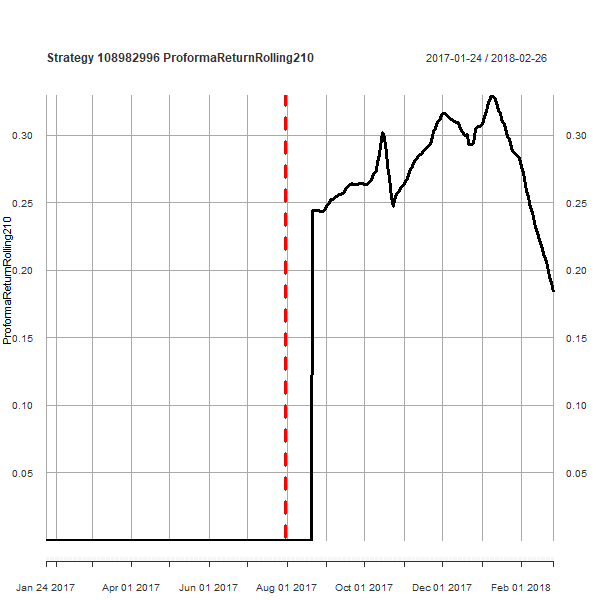 Strategy 108982996 ProformaReturnRolling210
2017-01-24 / 2018-02-26
ProformaReturnRolling210
0.30 0.30
0.25 0.25
0.20 0.20
0.15 0.15
0.10 0.10
0.05 0.05
Jan 24 2017 Apr 01 2017 Jun 01 2017 Aug 01 2017 Oct 01 2017 Dec 01 2017 Feb 01 2018